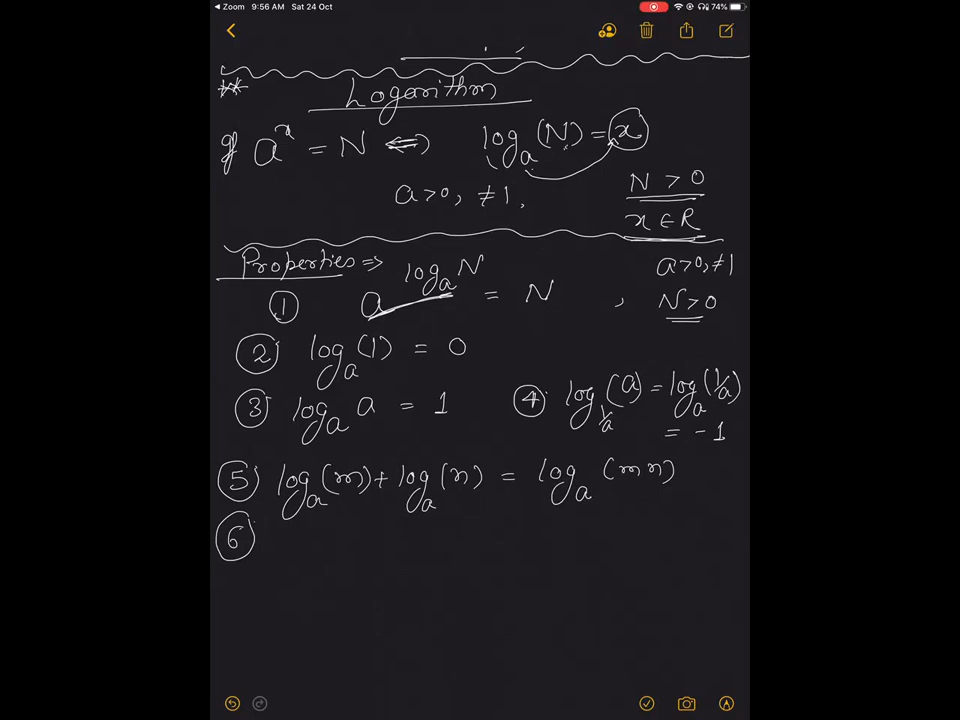 Zoom 9:56 AM Sat 24 Oct 74%
Logarithm
If a^x = N ⇔ log_a (N) = x
a>0, ≠1,
N > 0
x ∈ R
Properties ⇒
a>0, ≠1
① a^(log_a N) = N , N>0
② log_a (1) = 0
③ log_a a = 1
④ log_(1/a) (a) = log_a (1/a)
= -1
⑤ log_a (m) + log_a (n) = log_a (mn)
⑥